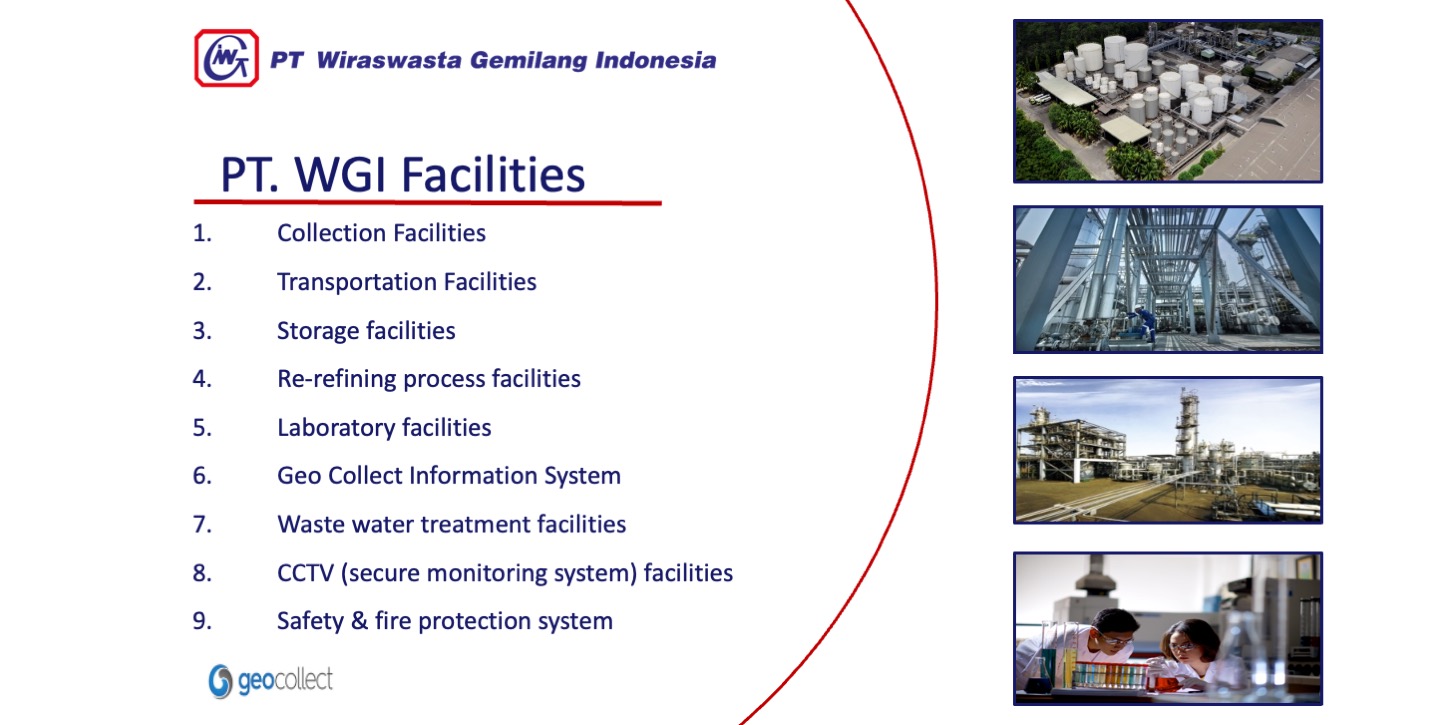 IWG
PT Wiraswasta Gemilang Indonesia
PT. WGI Facilities
1. Collection Facilities
2. Transportation Facilities
3. Storage facilities
4. Re-refining process facilities
5. Laboratory facilities
6. Geo Collect Information System
7. Waste water treatment facilities
8. CCTV (secure monitoring system) facilities
9. Safety & fire protection system
geocollect